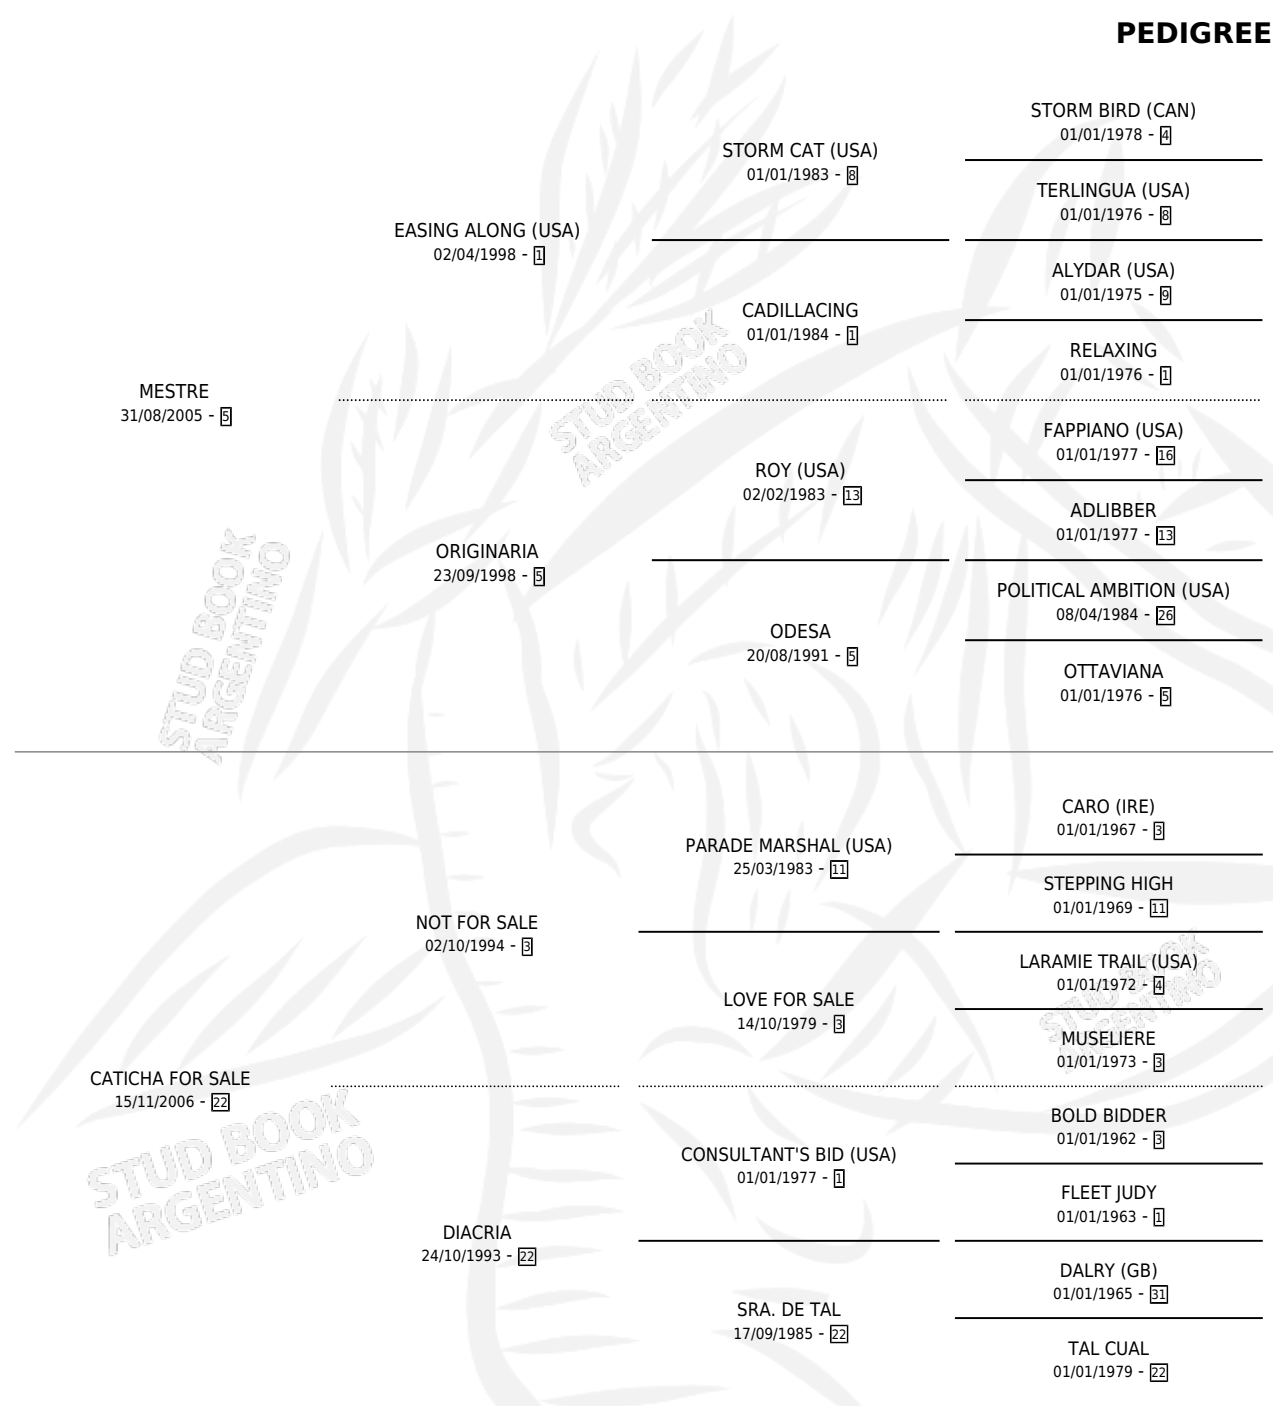 PEDIGREE
STORM BIRD (CAN)
01/01/1978 - 4
STORM CAT (USA)
01/01/1983 - 8
TERLINGUA (USA)
01/01/1976 - 8
EASING ALONG (USA)
02/04/1998 - 1
ALYDAR (USA)
01/01/1975 - 9
CADILLACING
01/01/1984 - 1
RELAXING
01/01/1976 - 1
MESTRE
31/08/2005 - 5
FAPPIANO (USA)
01/01/1977 - 16
ROY (USA)
02/02/1983 - 13
ADLIBBER
01/01/1977 - 13
ORIGINARIA
23/09/1998 - 5
POLITICAL AMBITION (USA)
08/04/1984 - 26
ODESA
20/08/1991 - 5
OTTAVIANA
01/01/1976 - 5
CARO (IRE)
01/01/1967 - 3
PARADE MARSHAL (USA)
25/03/1983 - 11
STEPPING HIGH
01/01/1969 - 11
NOT FOR SALE
02/10/1994 - 3
LARAMIE TRAIL (USA)
01/01/1972 - 4
LOVE FOR SALE
14/10/1979 - 3
MUSELIERE
01/01/1973 - 3
CATICHA FOR SALE
15/11/2006 - 22
BOLD BIDDER
01/01/1962 - 3
CONSULTANT'S BID (USA)
01/01/1977 - 1
FLEET JUDY
01/01/1963 - 1
DIACRIA
24/10/1993 - 22
DALRY (GB)
01/01/1965 - 31
SRA. DE TAL
17/09/1985 - 22
TAL CUAL
01/01/1979 - 22
STUD BOOK
ARGENTINO
STUD BOOK
ARGENTINO
STUD BOOK
ARGENTINO
STUD BOOK
ARGENTINO